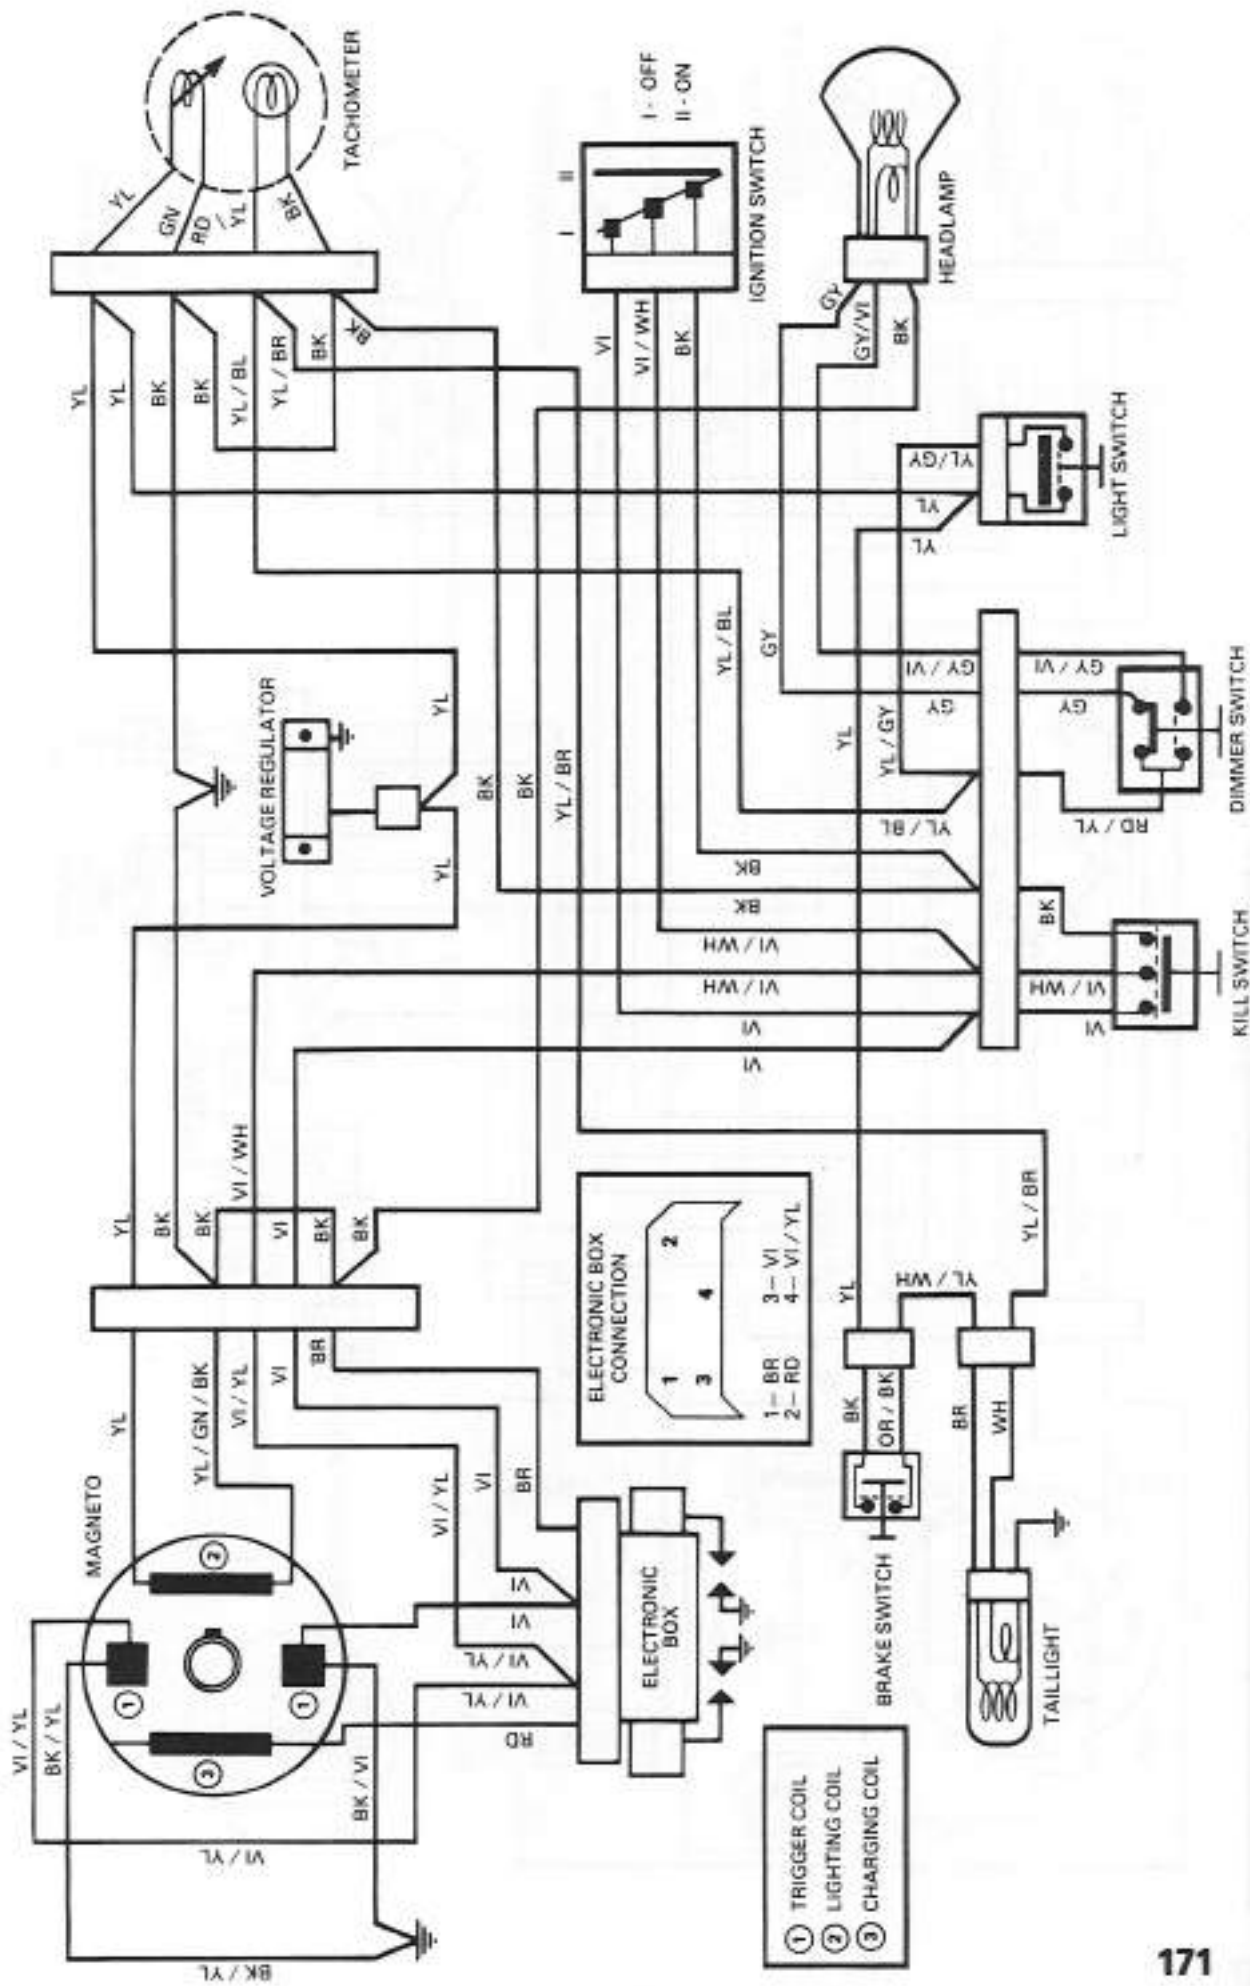 TACHOMETER
YL
GN
RD / YL
BK
YL
YL
BK
BK
YL / BL
YL / BR
BK
BK
I - OFF
II - ON
I
II
IGNITION SWITCH
VI
VI / WH
BK
HEADLAMP
GY
GY/VI
BK
YL/GY
YL
YL
LIGHT SWITCH
VOLTAGE REGULATOR
YL
YL
BK
BK
YL / BR
YL / BL
GY
YL
YL / GY
GY / VI
GY
GY / VI
GY
DIMMER SWITCH
YL / BL
RD / YL
BK
BK
BK
VI / WH
VI / WH
VI / WH
VI
VI
VI
KILL SWITCH
YL
BK
BK
VI / WH
VI
BK
BK
MAGNETO
YL
YL / GN / BK
VI / YL
VI
BR
VI / YL
VI
BR
1
2
3
1
VI / YL
BK / YL
BK / VI
VI / YL
BK / YL
VI
VI
VI / YL
VI / YL
RD
ELECTRONIC
BOX
ELECTRONIC BOX
CONNECTION
1
2
3
4
1– BR
2– RD
3– VI
4– VI / YL
YL
YL / WH
YL / BR
BK
OR / BK
BR
WH
BRAKE SWITCH
TAILLIGHT
1 TRIGGER COIL
2 LIGHTING COIL
3 CHARGING COIL
171